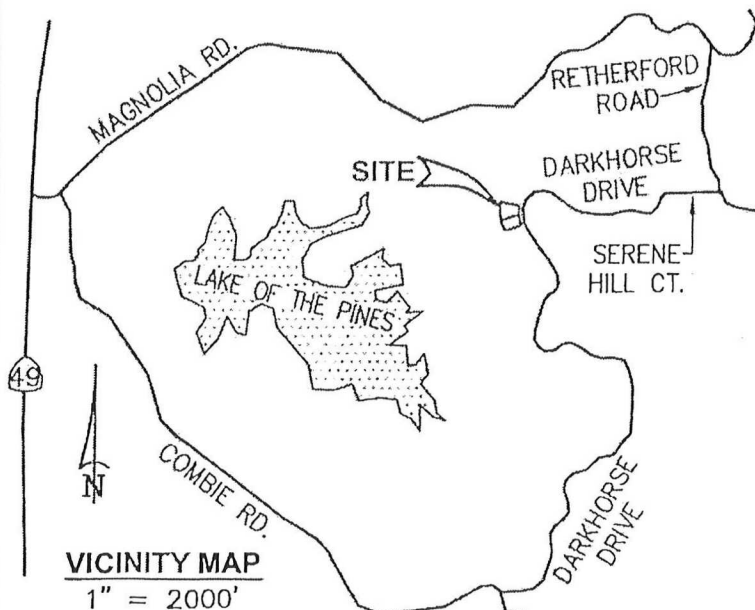 MAGNOLIA RD.
RETHERFORD
ROAD
SITE
DARKHORSE
DRIVE
SERENE
HILL CT.
LAKE OF THE PINES
49
N
COMBIE RD.
DARKHORSE
DRIVE
VICINITY MAP
1" = 2000'